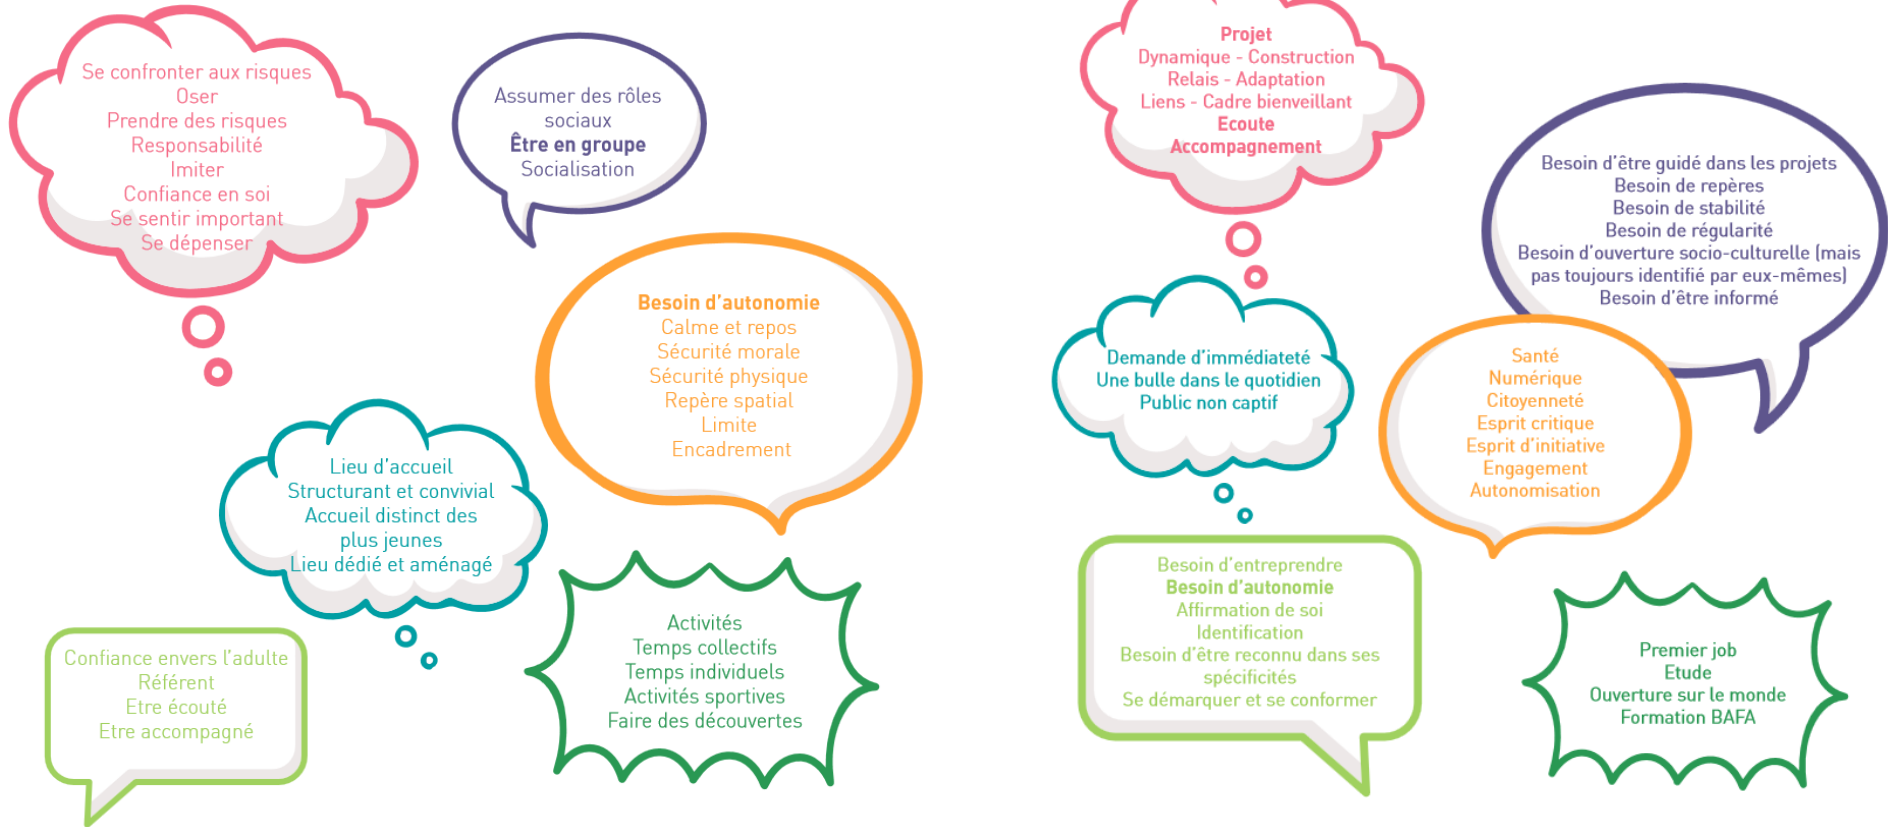 Se confronter aux risques
Oser
Prendre des risques
Responsabilité
Imiter
Confiance en soi
Se sentir important
Se dépenser
Assumer des rôles
sociaux
Être en groupe
Socialisation
Besoin d'autonomie
Calme et repos
Sécurité morale
Sécurité physique
Repère spatial
Limite
Encadrement
Lieu d'accueil
Structurant et convivial
Accueil distinct des
plus jeunes
Lieu dédié et aménagé
Activités
Temps collectifs
Temps individuels
Activités sportives
Faire des découvertes
Confiance envers l'adulte
Référent
Etre écouté
Etre accompagné
Projet
Dynamique - Construction
Relais - Adaptation
Liens - Cadre bienveillant
Ecoute
Accompagnement
Besoin d'être guidé dans les projets
Besoin de repères
Besoin de stabilité
Besoin de régularité
Besoin d'ouverture socio-culturelle (mais
pas toujours identifié par eux-mêmes)
Besoin d'être informé
Demande d'immédiateté
Une bulle dans le quotidien
Public non captif
Santé
Numérique
Citoyenneté
Esprit critique
Esprit d'initiative
Engagement
Autonomisation
Besoin d'entreprendre
Besoin d'autonomie
Affirmation de soi
Identification
Besoin d'être reconnu dans ses
spécificités
Se démarquer et se conformer
Premier job
Etude
Ouverture sur le monde
Formation BAFA